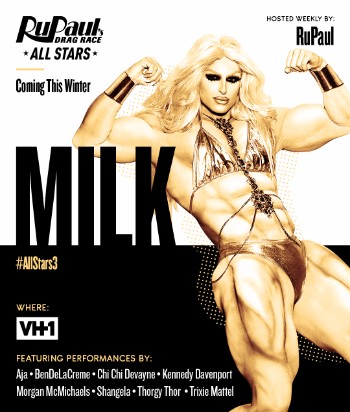 RuPaul's
DRAG RACE
★ ALL STARS ★
Coming This Winter
HOSTED WEEKLY BY:
RuPaul
MILK
#AllStars3
WHERE:
VH1
FEATURING PERFORMANCES BY:
Aja • BenDeLaCreme • Chi Chi Devayne • Kennedy Davenport
Morgan McMichaels • Shangela • Thorgy Thor • Trixie Mattel